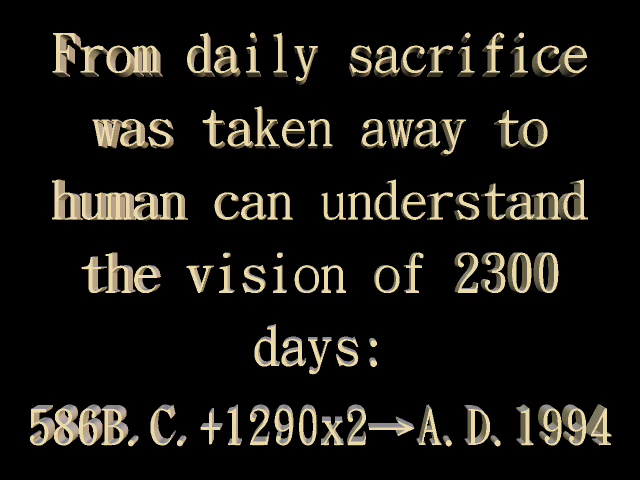 From daily sacrifice
was taken away to
human can understand
the vision of 2300
days:
586B.C.+1290x2→A.D.1994